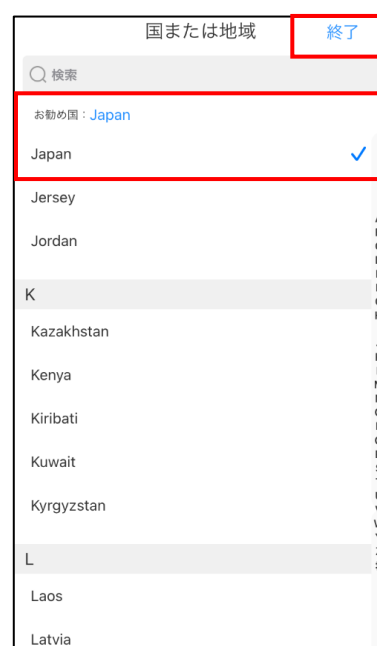 国または地域 終了
検索
お勧め国：Japan
Japan
Jersey
Jordan
K
Kazakhstan
Kenya
Kiribati
Kuwait
Kyrgyzstan
L
Laos
Latvia